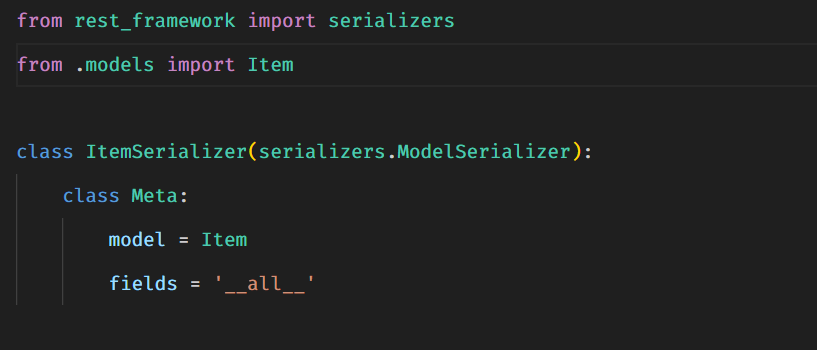 from rest_framework import serializers
from .models import Item
class ItemSerializer(serializers.ModelSerializer):
class Meta:
model = Item
fields = '__all__'